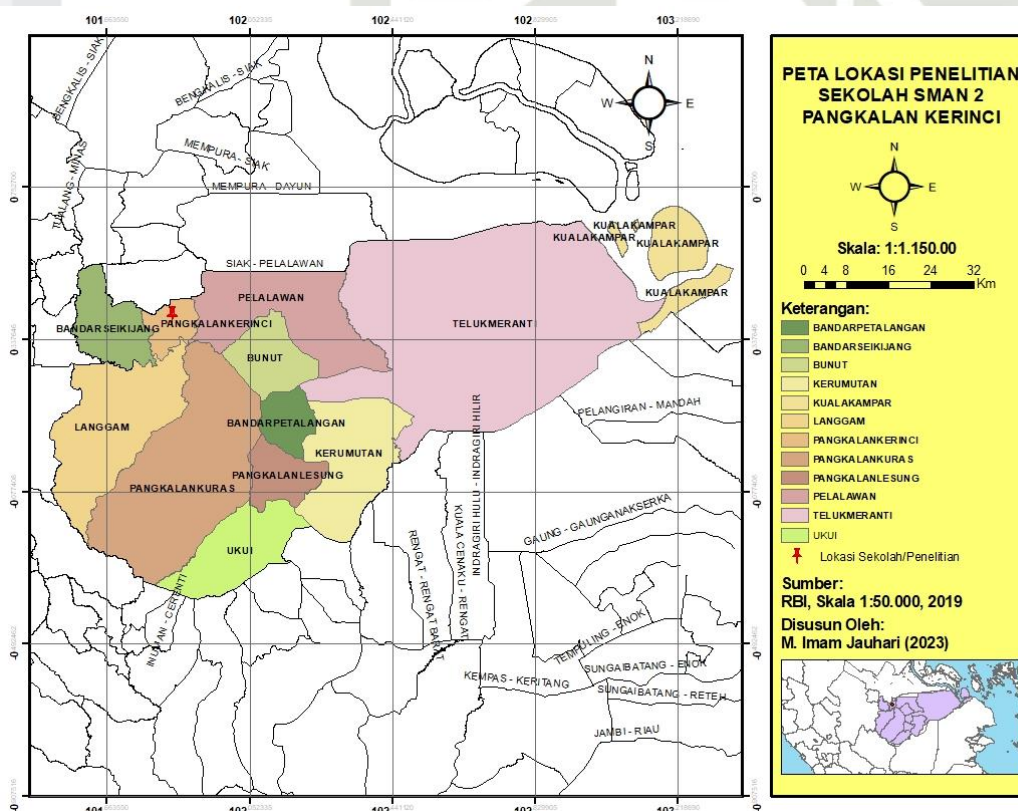 101
102
102
102
103
BENGKALIS - SIAK
BENGKALIS - SIAK
TUALANG - MINAS
MEMPURA - SIAK
MEMPURA DAYUN
N
W
E
S
SIAK - PELALAWAN
KUALAKAMPAR
KUALAKAMPAR
KUALAKAMPAR
KUALAKAMPAR
PELALAWAN
BANDARSEIKIJANG
PANGKALANKERINCI
TELUKMERANTI
BUNUT
LANGGAM
BANDARPETALANGAN
KERUMUTAN
PANGKALANLESUNG
PANGKALANKURAS
UKUI
PELANGIRAN - MANDAH
INDRAGIRI HULU - INDRAGIRI HILIR
KUALA CENAKU - RENGAT
RENGAT - RENGAT BARAT
GAUNG - GAUNGANAKSERKA
INUMAN - CERENTI
TEMPULING - ENOK
KEMPAS - KERITANG
SUNGAIBATANG - ENOK
SUNGAIBATANG - RETEH
JAMBI - RIAU
PETA LOKASI PENELITIAN
SEKOLAH SMAN 2
PANGKALAN KERINCI
N
W
E
S
Skala: 1:1.150.00
0 4 8 16 24 32
Km
Keterangan:
BANDARPETALANGAN
BANDARSEIKIJANG
BUNUT
KERUMUTAN
KUALAKAMPAR
LANGGAM
PANGKALANKERINCI
PANGKALANKURAS
PANGKALANLESUNG
PELALAWAN
TELUKMERANTI
UKUI
Lokasi Sekolah/Penelitian
Sumber:
RBI, Skala 1:50.000, 2019
Disusun Oleh:
M. Imam Jauhari (2023)